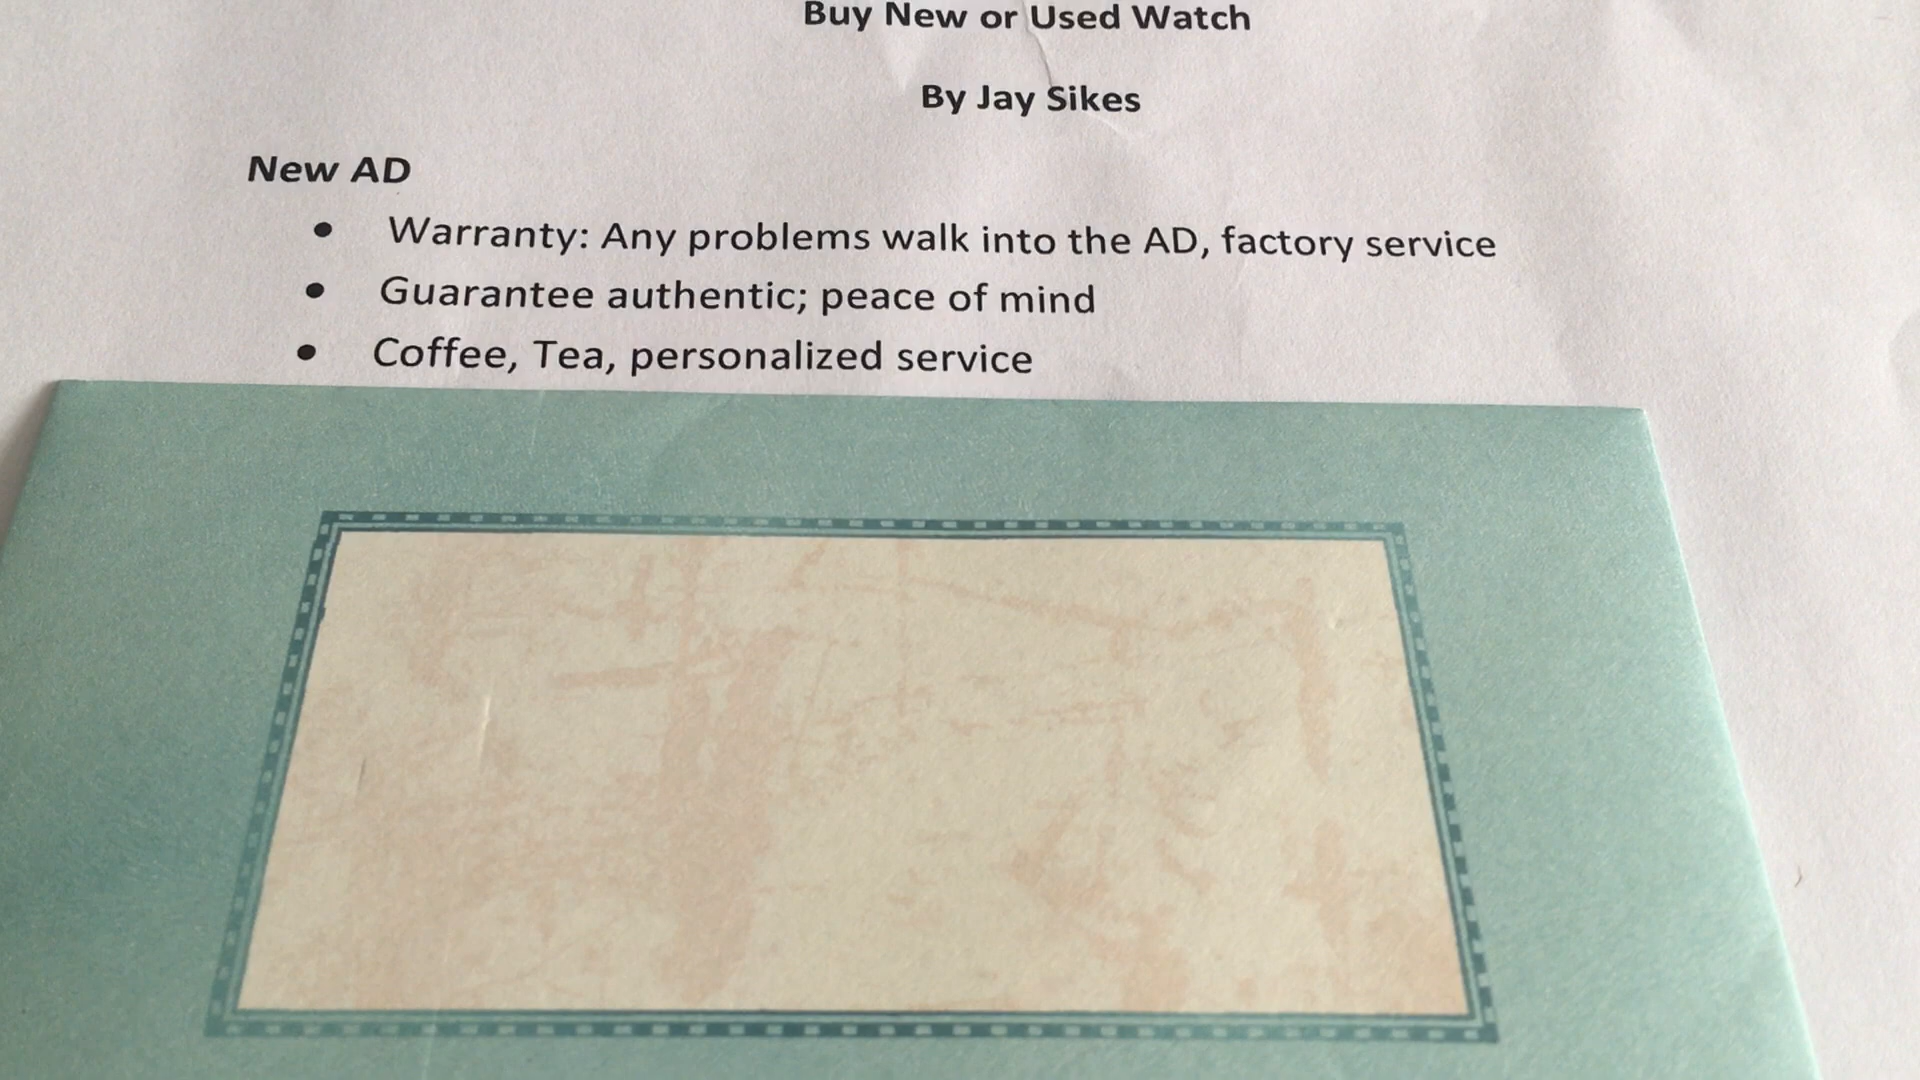 Buy New or Used Watch
By Jay Sikes
New AD
• Warranty: Any problems walk into the AD, factory service
• Guarantee authentic; peace of mind
• Coffee, Tea, personalized service